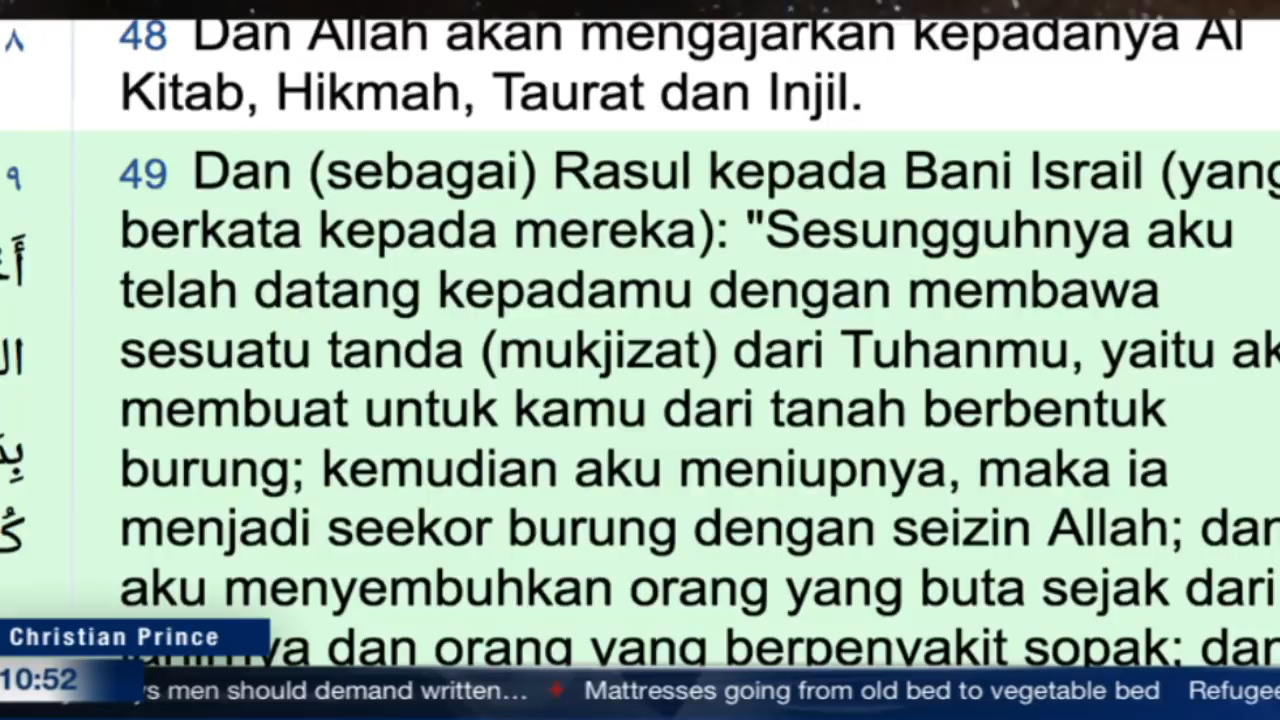 48 Dan Allah akan mengajarkan kepadanya Al
Kitab, Hikmah, Taurat dan Injil.
49 Dan (sebagai) Rasul kepada Bani Israil (yang
berkata kepada mereka): "Sesungguhnya aku
telah datang kepadamu dengan membawa
sesuatu tanda (mukjizat) dari Tuhanmu, yaitu ak
membuat untuk kamu dari tanah berbentuk
burung; kemudian aku meniupnya, maka ia
menjadi seekor burung dengan seizin Allah; dan
aku menyembuhkan orang yang buta sejak dari
dan orang yang berpenyakit sopak; dan
Christian Prince
10:52
men should demand written... Mattresses going from old bed to vegetable bed Refugee